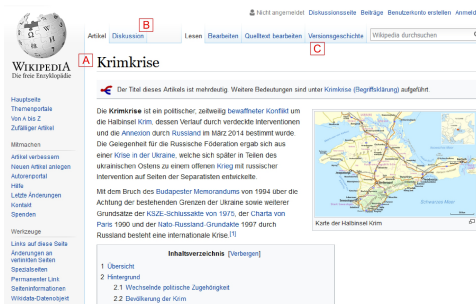 Nicht angemeldet Diskussionsseite Beiträge Benutzerkonto erstellen Anmeld
B
Artikel Diskussion Lesen Bearbeiten Quelltext bearbeiten Versionsgeschichte Wikipedia durchsuchen
C
A
Krimkrise
WIKIPEDIA
Die freie Enzyklopädie
Der Titel dieses Artikels ist mehrdeutig. Weitere Bedeutungen sind unter Krimkrise (Begriffsklärung) aufgeführt
Hauptseite
Themenportale
Von A bis Z
Zufälliger Artikel
Mitmachen
Artikel verbessern
Neuen Artikel anlegen
Autorenportal
Hilfe
Letzte Änderungen
Kontakt
Spenden
Werkzeuge
Links auf diese Seite
Änderungen an
verlinkten Seiten
Spezialseiten
Permanenter Link
Seiteninformationen
Wikidata-Datenobjekt
Die Krimkrise ist ein politischer, zeitweilig bewaffneter Konflikt um
die Halbinsel Krim, dessen Verlauf durch verdeckte Interventionen
und die Annexion durch Russland im März 2014 bestimmt wurde.
Die Gelegenheit für die Russische Föderation ergab sich aus
einer Krise in der Ukraine, welche sich später in Teilen des
ukrainischen Ostens zu einem offenen Krieg mit russischer
Intervention auf Seiten der Separatisten entwickelte.
Mit dem Bruch des Budapester Memorandums von 1994 über die
Achtung der bestehenden Grenzen der Ukraine sowie weiterer
Grundsätze der KSZE-Schlussakte von 1975, der Charta von
Paris 1990 und der Nato-Russland-Grundakte 1997 durch
Russland besteht eine internationale Krise.[1]
Schwarzes Meer
Karte der Halbinsel Krim
Inhaltsverzeichnis [Verbergen]
1 Übersicht
2 Hintergrund
2.1 Wechselnde politische Zugehörigkeit
2.2 Bevölkerung der Krim